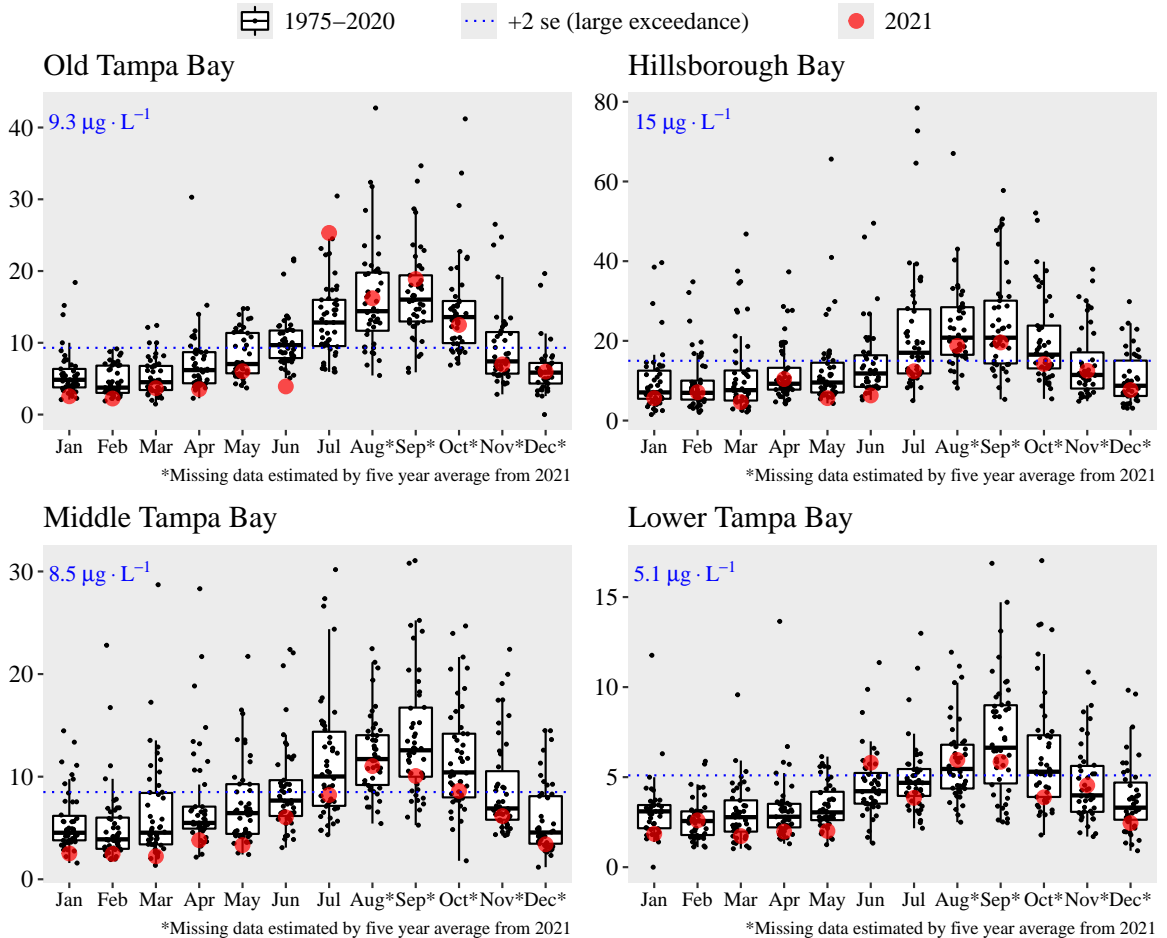 1975−2020 +2 se (large exceedance) 2021
Old Tampa Bay
9.3 μg · L⁻¹
40
30
20
10
0
Jan Feb Mar Apr May Jun Jul Aug* Sep* Oct* Nov* Dec*
*Missing data estimated by five year average from 2021
Hillsborough Bay
15 μg · L⁻¹
80
60
40
20
0
Jan Feb Mar Apr May Jun Jul Aug* Sep* Oct* Nov* Dec*
*Missing data estimated by five year average from 2021
Middle Tampa Bay
8.5 μg · L⁻¹
30
20
10
0
Jan Feb Mar Apr May Jun Jul Aug* Sep* Oct* Nov* Dec*
*Missing data estimated by five year average from 2021
Lower Tampa Bay
5.1 μg · L⁻¹
15
10
5
0
Jan Feb Mar Apr May Jun Jul Aug* Sep* Oct* Nov* Dec*
*Missing data estimated by five year average from 2021